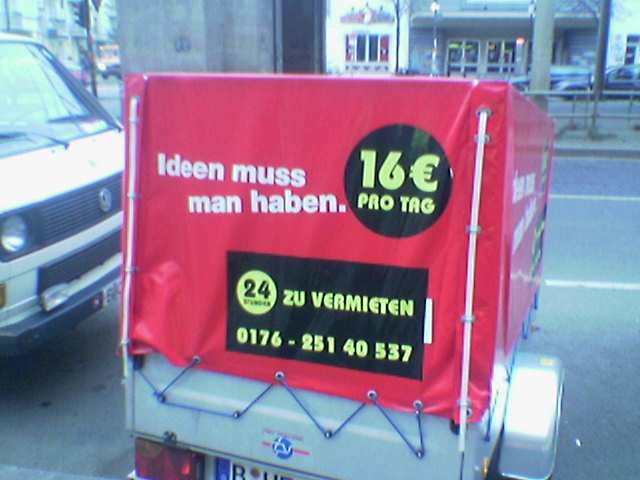 Ideen muss
man haben.
16€
PRO TAG
24
STUNDEN
ZU VERMIETEN
0176 - 251 40 537